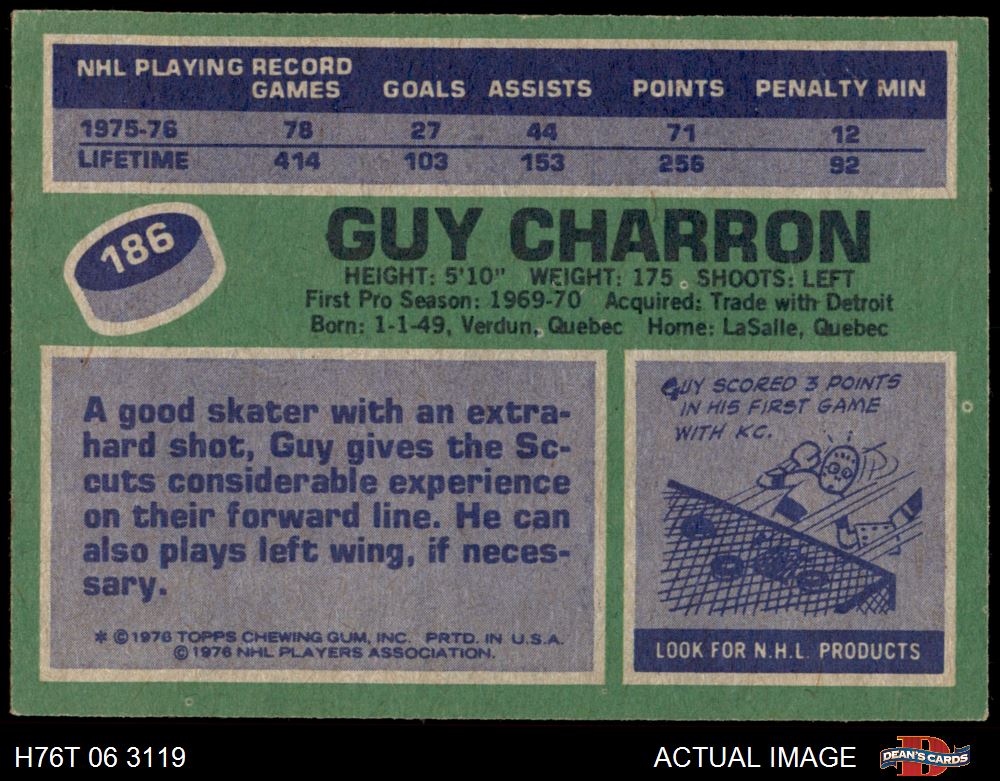 NHL PLAYING RECORD
GAMES GOALS ASSISTS POINTS PENALTY MIN
1975-76 78 27 44 71 12
LIFETIME 414 103 153 256 92
186
GUY CHARRON
HEIGHT: 5'10" WEIGHT: 175 SHOOTS: LEFT
First Pro Season: 1969-70 Acquired: Trade with Detroit
Born: 1-1-49, Verdun, Quebec Home: LaSalle, Quebec
A good skater with an extra-
hard shot, Guy gives the Sc-
outs considerable experience
on their forward line. He can
also plays left wing, if neces-
sary.
* © 1976 TOPPS CHEWING GUM, INC. PRTD. IN U.S.A.
© 1976 NHL PLAYERS ASSOCIATION.
GUY SCORED 3 POINTS
IN HIS FIRST GAME
WITH KC.
LOOK FOR N.H.L. PRODUCTS
H76T 06 3119
ACTUAL IMAGE
DEAN'S CARDS